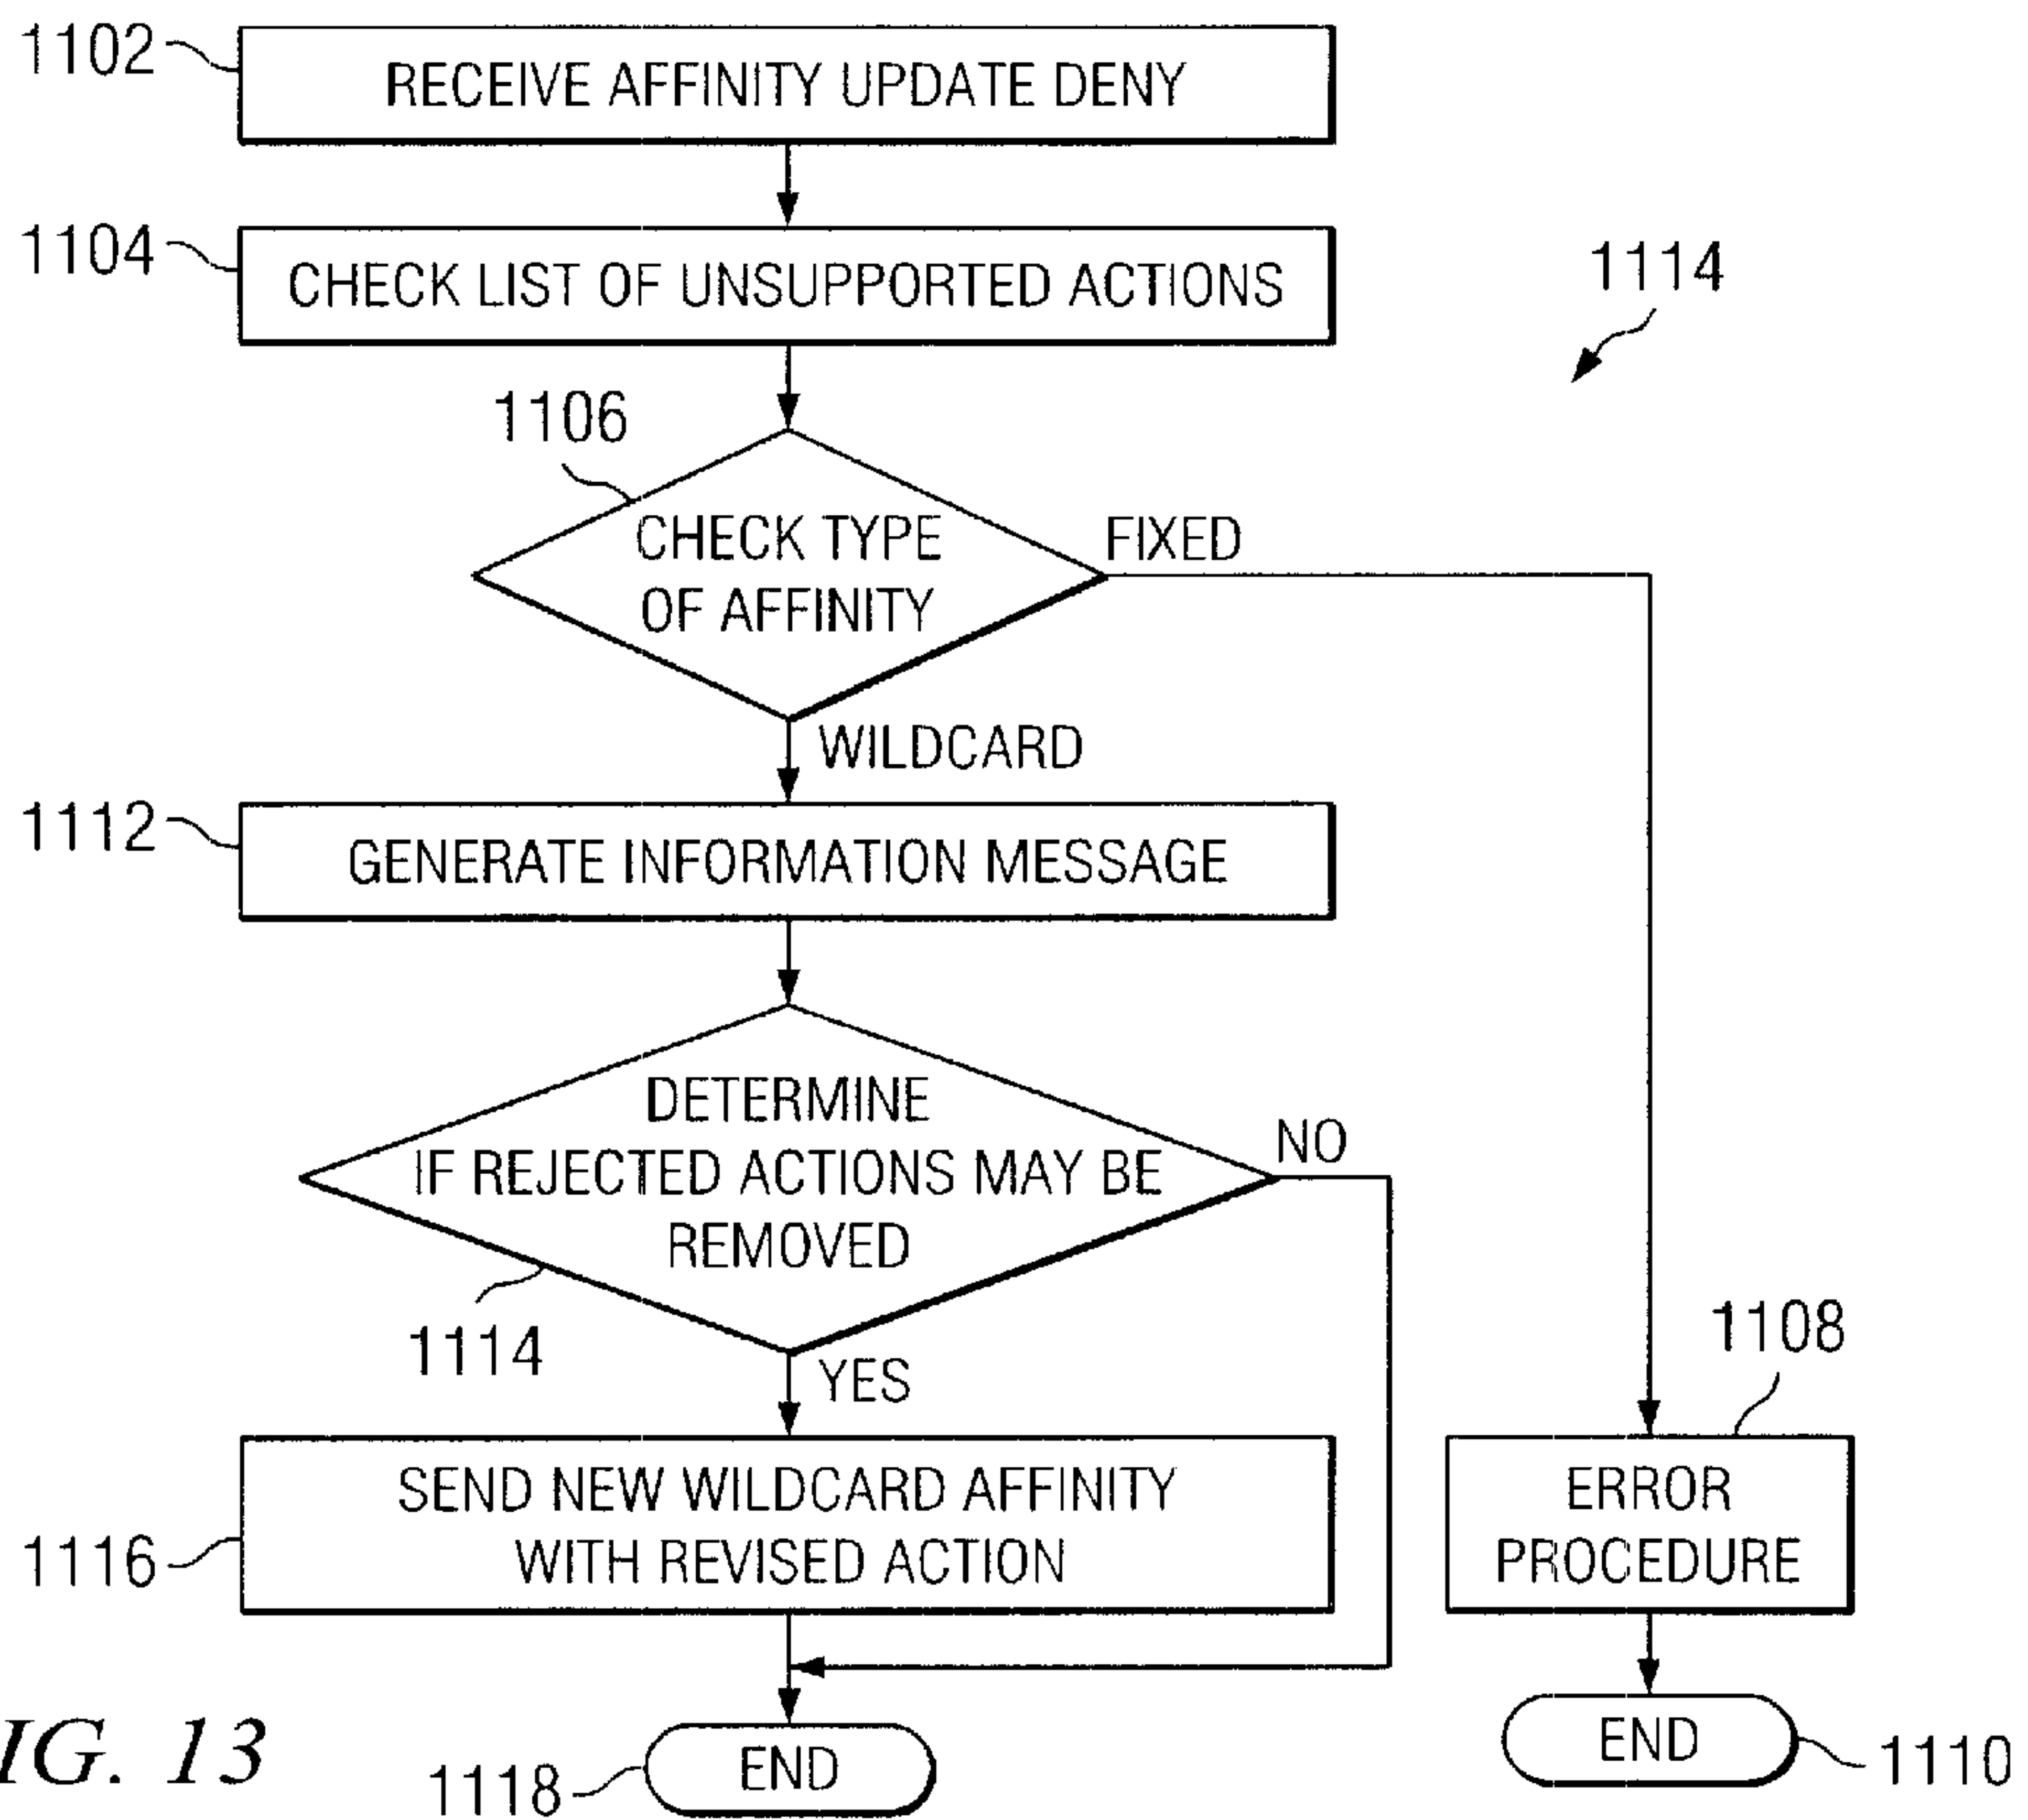 1102
RECEIVE AFFINITY UPDATE DENY
1104
CHECK LIST OF UNSUPPORTED ACTIONS
1114
1106
CHECK TYPE
OF AFFINITY
FIXED
WILDCARD
1112
GENERATE INFORMATION MESSAGE
DETERMINE
IF REJECTED ACTIONS MAY BE
REMOVED
NO
1114
YES
1108
SEND NEW WILDCARD AFFINITY
WITH REVISED ACTION
1116
ERROR
PROCEDURE
IG. 13
1118
END
END
1110